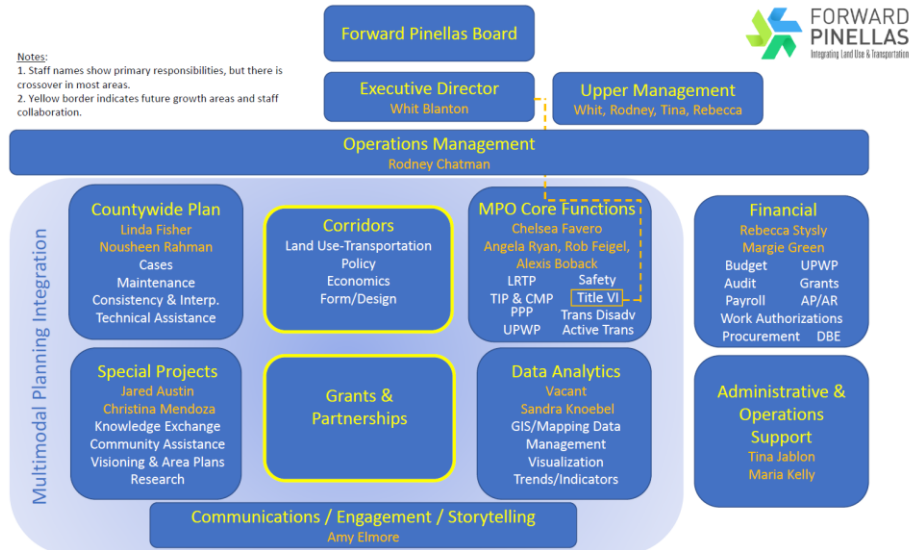 Forward Pinellas Board
FORWARD
PINELLAS
Integrating Land Use & Transportation
Notes:
1. Staff names show primary responsibilities, but there is
crossover in most areas.
2. Yellow border indicates future growth areas and staff
collaboration.
Executive Director
Whit Blanton
Upper Management
Whit, Rodney, Tina, Rebecca
Operations Management
Rodney Chatman
Multimodal Planning Integration
Countywide Plan
Linda Fisher
Nousheen Rahman
Cases
Maintenance
Consistency & Interp.
Technical Assistance
Corridors
Land Use-Transportation
Policy
Economics
Form/Design
MPO Core Functions
Chelsea Favero
Angela Ryan, Rob Feigel,
Alexis Boback
LRTP Safety
TIP & CMP Title VI
PPP Trans Disadv
UPWP Active Trans
Financial
Rebecca Stysly
Margie Green
Budget UPWP
Audit Grants
Payroll AP/AR
Work Authorizations
Procurement DBE
Special Projects
Jared Austin
Christina Mendoza
Knowledge Exchange
Community Assistance
Visioning & Area Plans
Research
Grants &
Partnerships
Data Analytics
Vacant
Sandra Knoebel
GIS/Mapping Data
Management
Visualization
Trends/Indicators
Administrative &
Operations
Support
Tina Jablon
Maria Kelly
Communications / Engagement / Storytelling
Amy Elmore